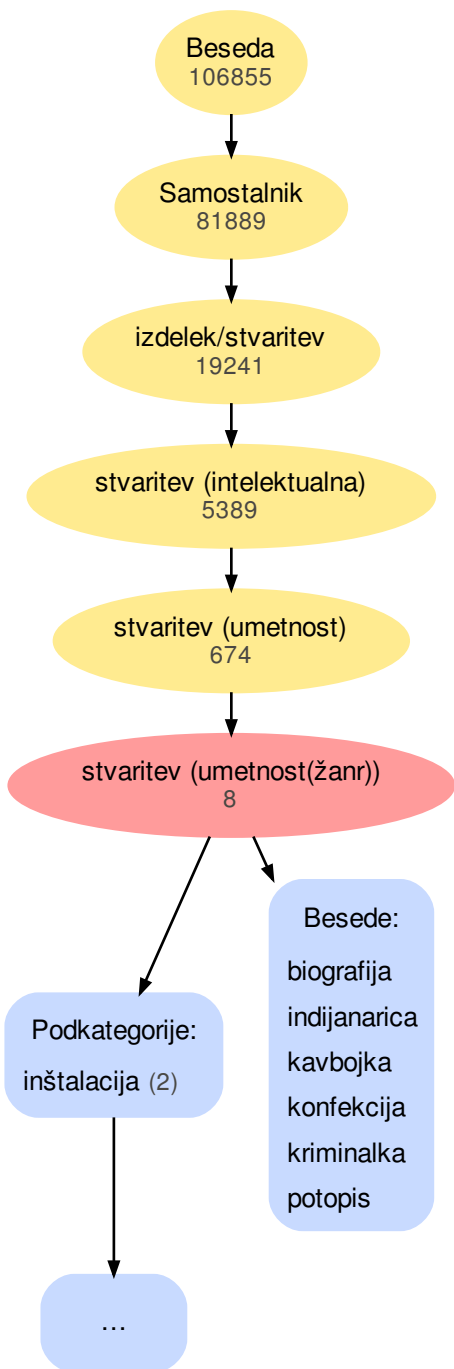 Beseda
106855
Samostalnik
81889
izdelek/stvaritev
19241
stvaritev (intelektualna)
5389
stvaritev (umetnost)
674
stvaritev (umetnost(žanr))
8
Besede:
biografija
indijanarica
kavbojka
konfekcija
kriminalka
potopis
Podkategorije:
inštalacija (2)
...